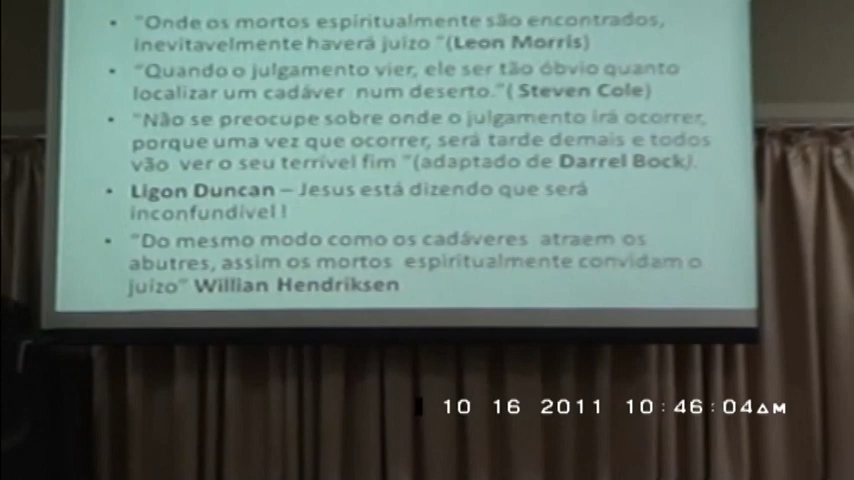 • "Onde os mortos espiritualmente são encontrados,
inevitavelmente haverá juízo "(Leon Morris)
• "Quando o julgamento vier, ele ser tão óbvio quanto
localizar um cadáver num deserto."( Steven Cole)
• "Não se preocupe sobre onde o julgamento irá ocorrer,
porque uma vez que ocorrer, será tarde demais e todos
vão ver o seu terrível fim "(adaptado de Darrel Bock).
• Ligon Duncan – Jesus está dizendo que será
inconfundível !
• "Do mesmo modo como os cadáveres atraem os
abutres, assim os mortos espiritualmente convidam o
juízo" Willian Hendriksen
10 16 2011 10:46:04AM